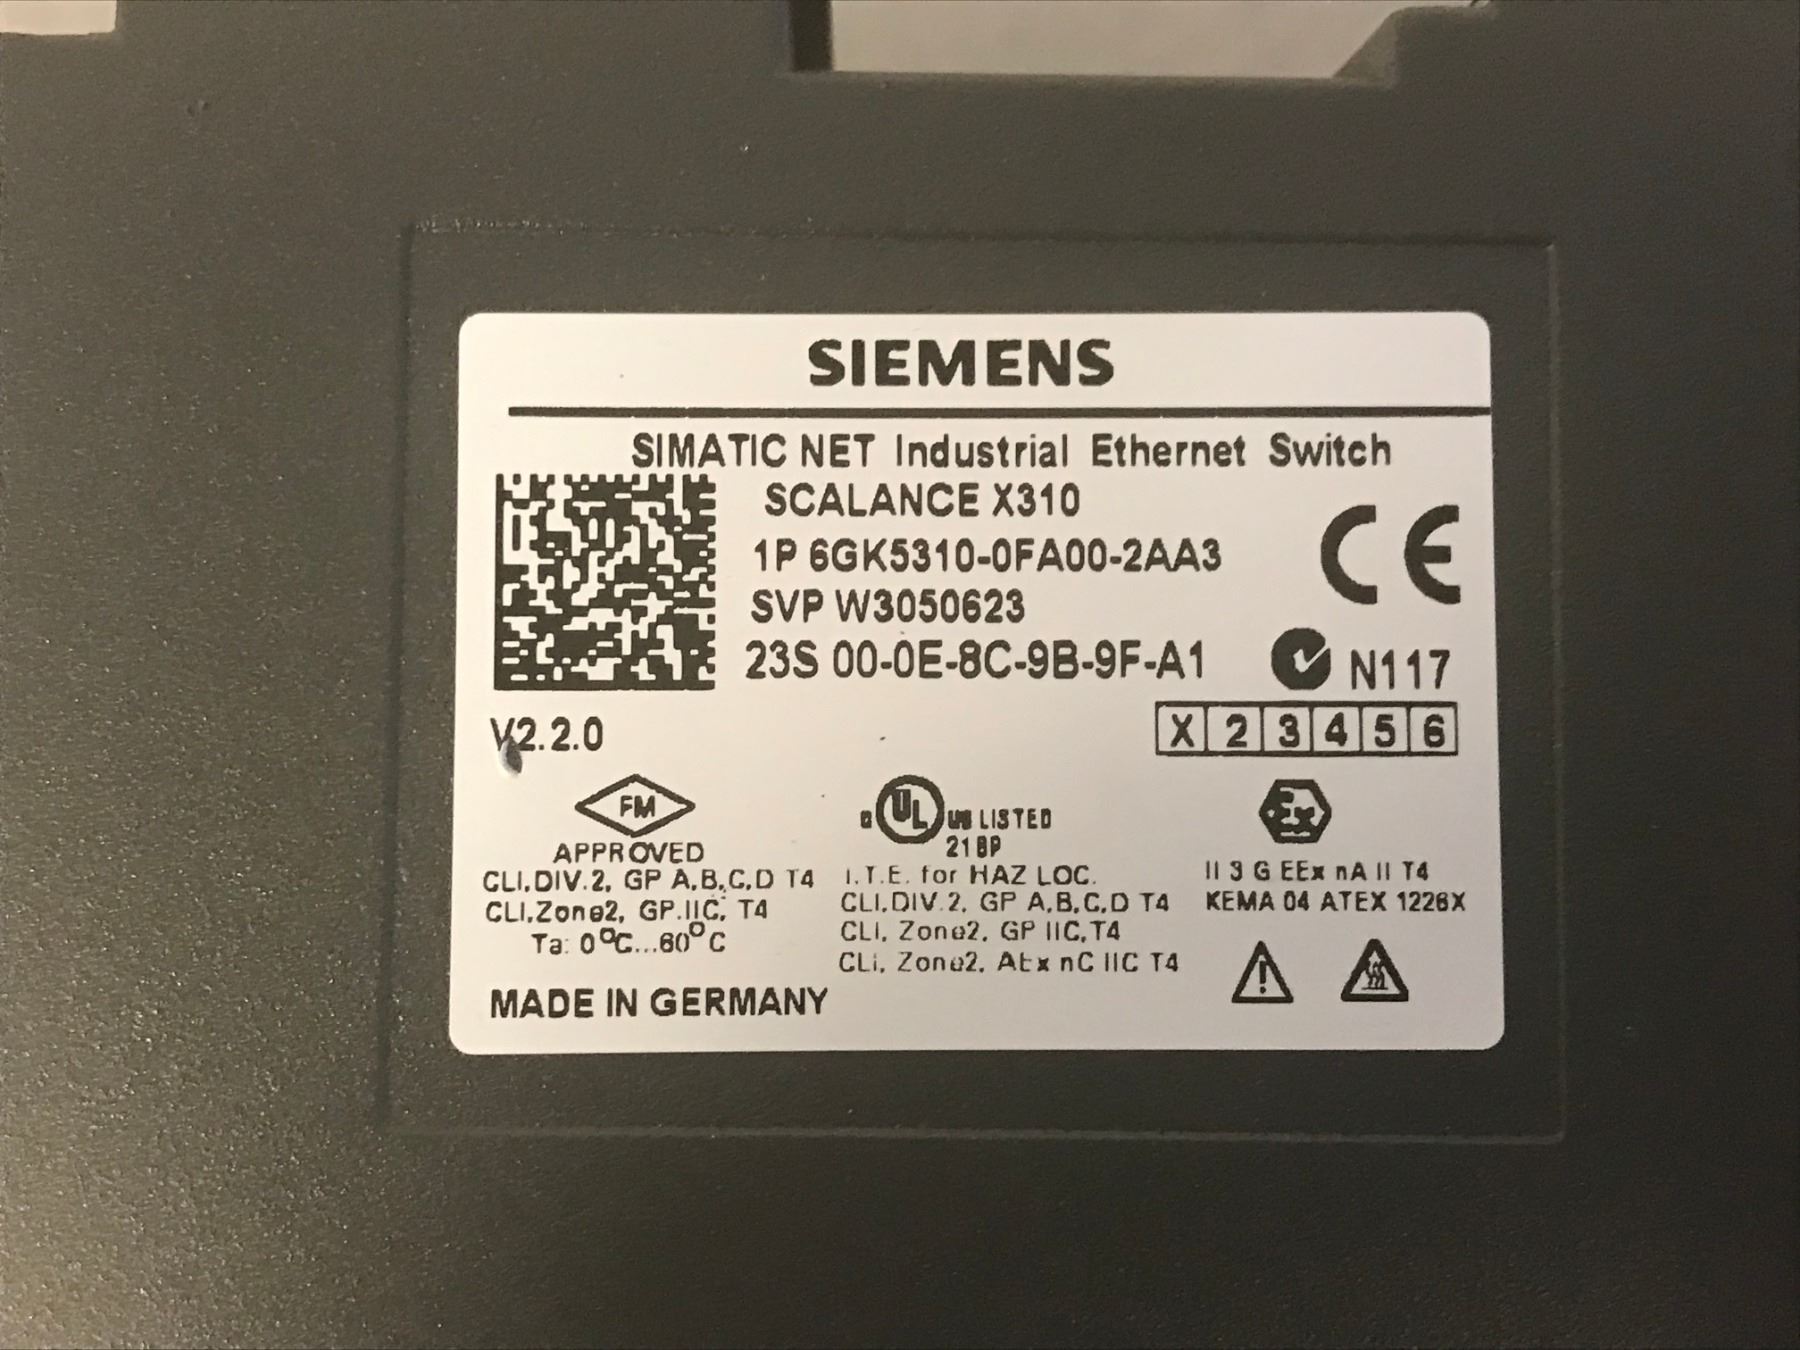 SIEMENS
SIMATIC NET Industrial Ethernet Switch
SCALANCE X310
1P 6GK5310-0FA00-2AA3
SVP W3050623
23S 00-0E-8C-9B-9F-A1
CE
N117
V2.2.0
X 2 3 4 5 6
FM
APPROVED
CLI,DIV.2, GP A,B,C,D T4
CLI,Zone2, GP.IIC, T4
Ta: 0°C...60°C
c UL US LISTED
21BP
I.T.E. for HAZ LOC.
CLI,DIV.2, GP A,B,C,D T4
CLI, Zone2, GP IIC,T4
CLI, Zone2, AEx nC IIC T4
Ex
II 3 G EEx nA II T4
KEMA 04 ATEX 1226X
MADE IN GERMANY